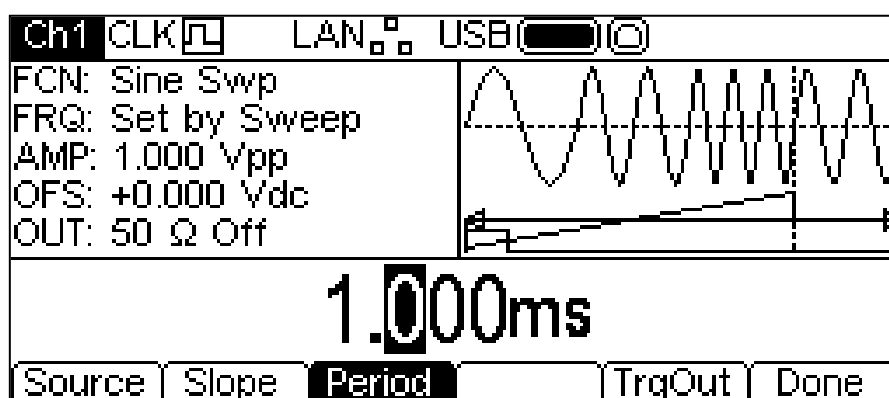 Ch1 CLK LAN USB
FCN: Sine Swp
FRQ: Set by Sweep
AMP: 1.000 Vpp
OFS: +0.000 Vdc
OUT: 50 Ω Off
1.000ms
Source Slope Period TrgOut Done